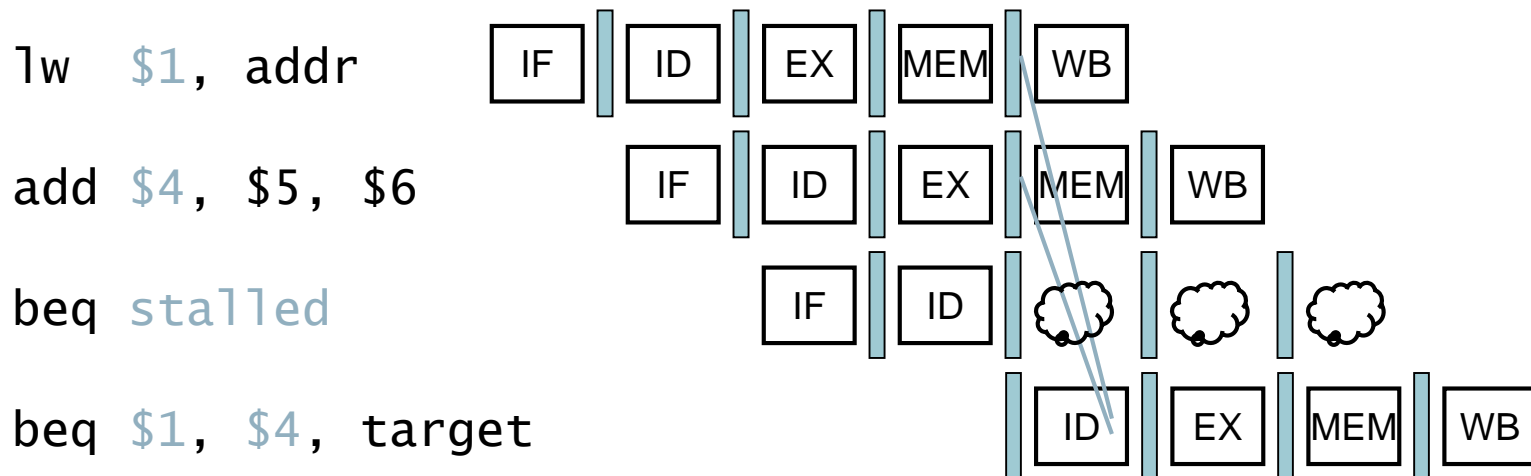 lw $1, addr IF ID EX MEM WB
add $4, $5, $6 IF ID EX MEM WB
beq stalled IF ID
beq $1, $4, target ID EX MEM WB